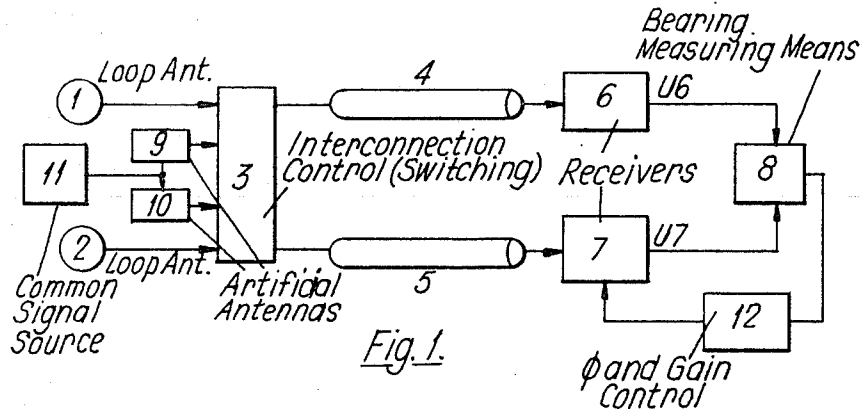 Bearing
Measuring Means
Loop Ant.
4
1
6
U6
9
Interconnection
Control (Switching)
3
11
Receivers
8
10
2
7
U7
Loop Ant.
5
Artificial
Antennas
Common
Signal
Source
12
Fig. 1.
ϕ and Gain
Control